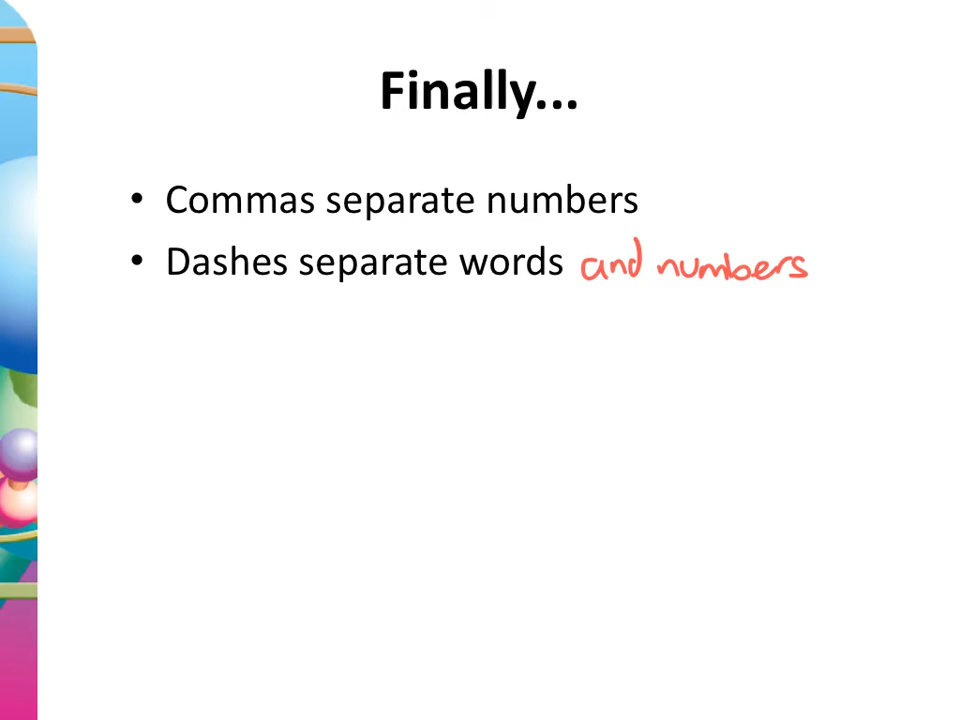 Finally...
• Commas separate numbers
• Dashes separate words and numbers